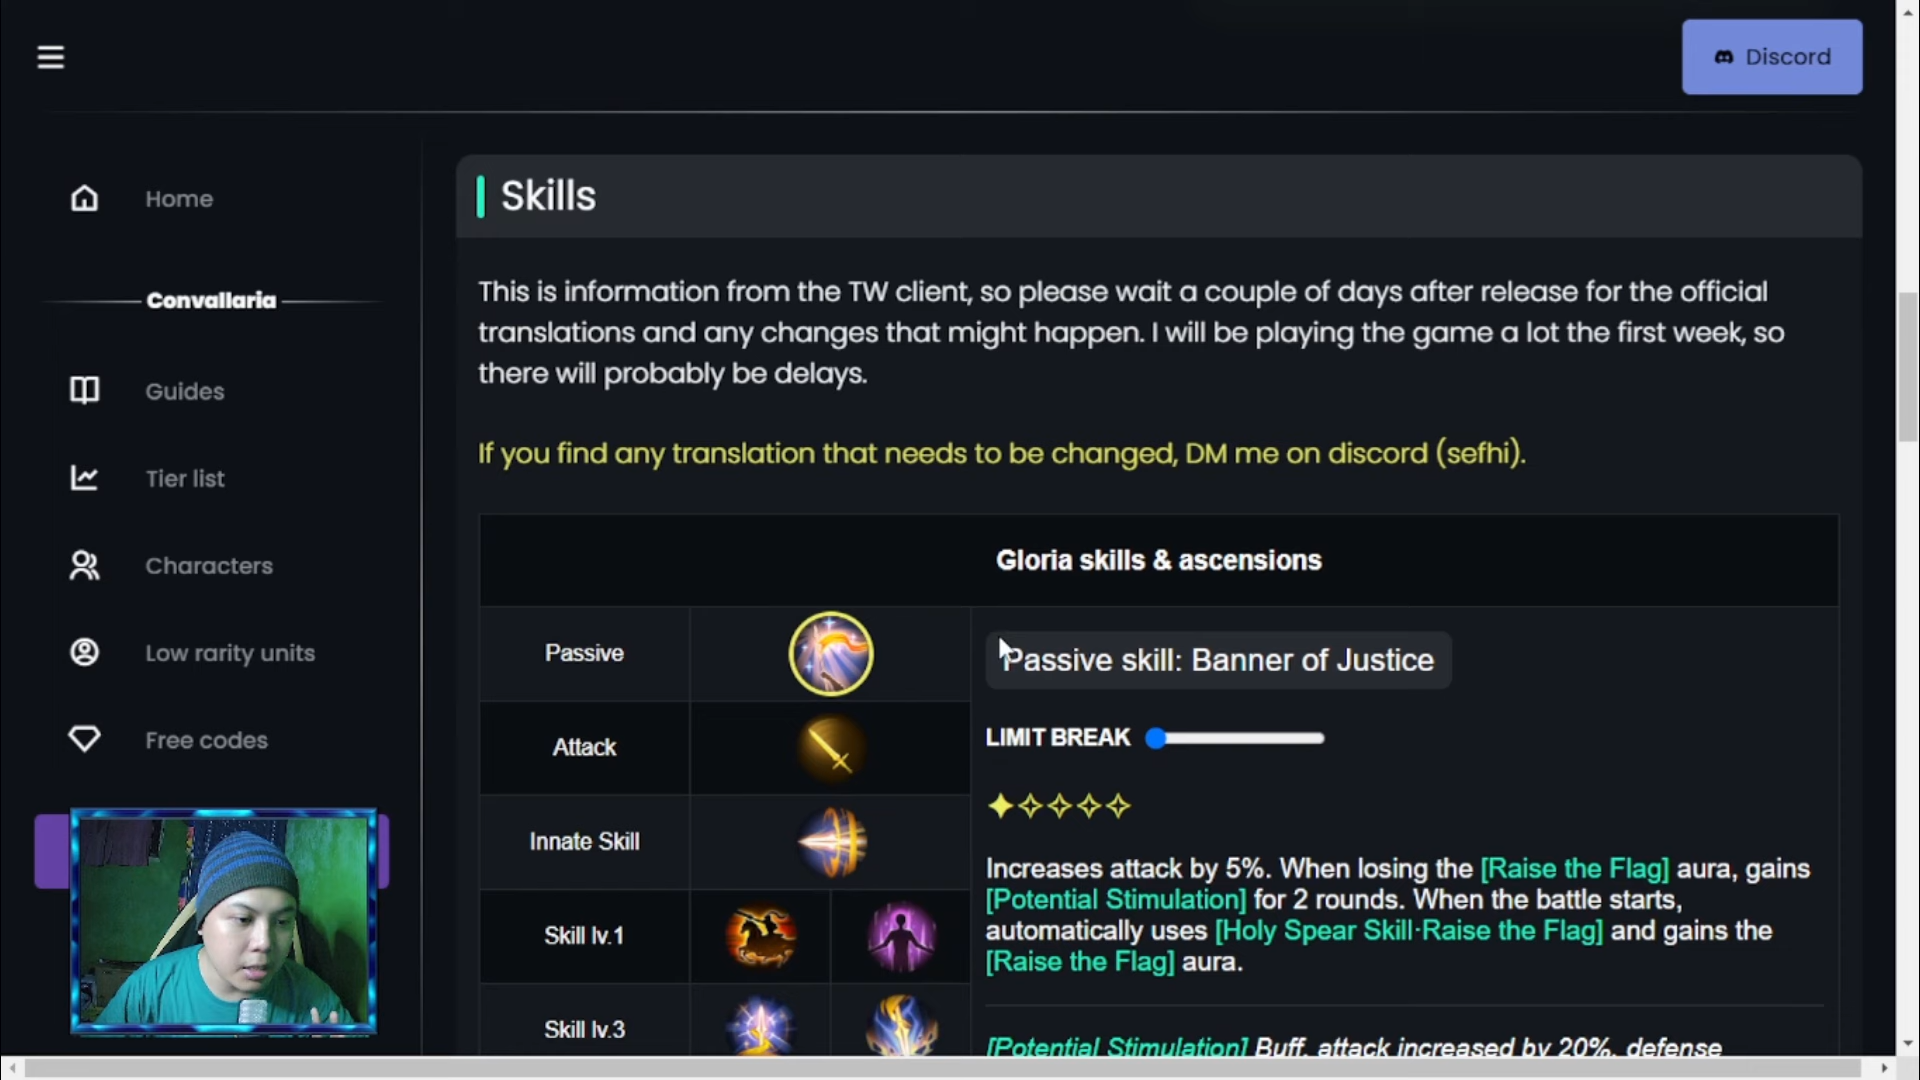 Discord
Home
Convallaria
Guides
Tier list
Characters
Low rarity units
Free codes
Skills
This is information from the TW client, so please wait a couple of days after release for the official
translations and any changes that might happen. I will be playing the game a lot the first week, so
there will probably be delays.
If you find any translation that needs to be changed, DM me on discord (sefhi).
Gloria skills & ascensions
Passive
Attack
Innate Skill
Skill lv.1
Skill lv.3
Passive skill: Banner of Justice
LIMIT BREAK
Increases attack by 5%. When losing the [Raise the Flag] aura, gains
[Potential Stimulation] for 2 rounds. When the battle starts,
automatically uses [Holy Spear Skill·Raise the Flag] and gains the
[Raise the Flag] aura.
[Potential Stimulation] Buff, attack increased by 20%, defense